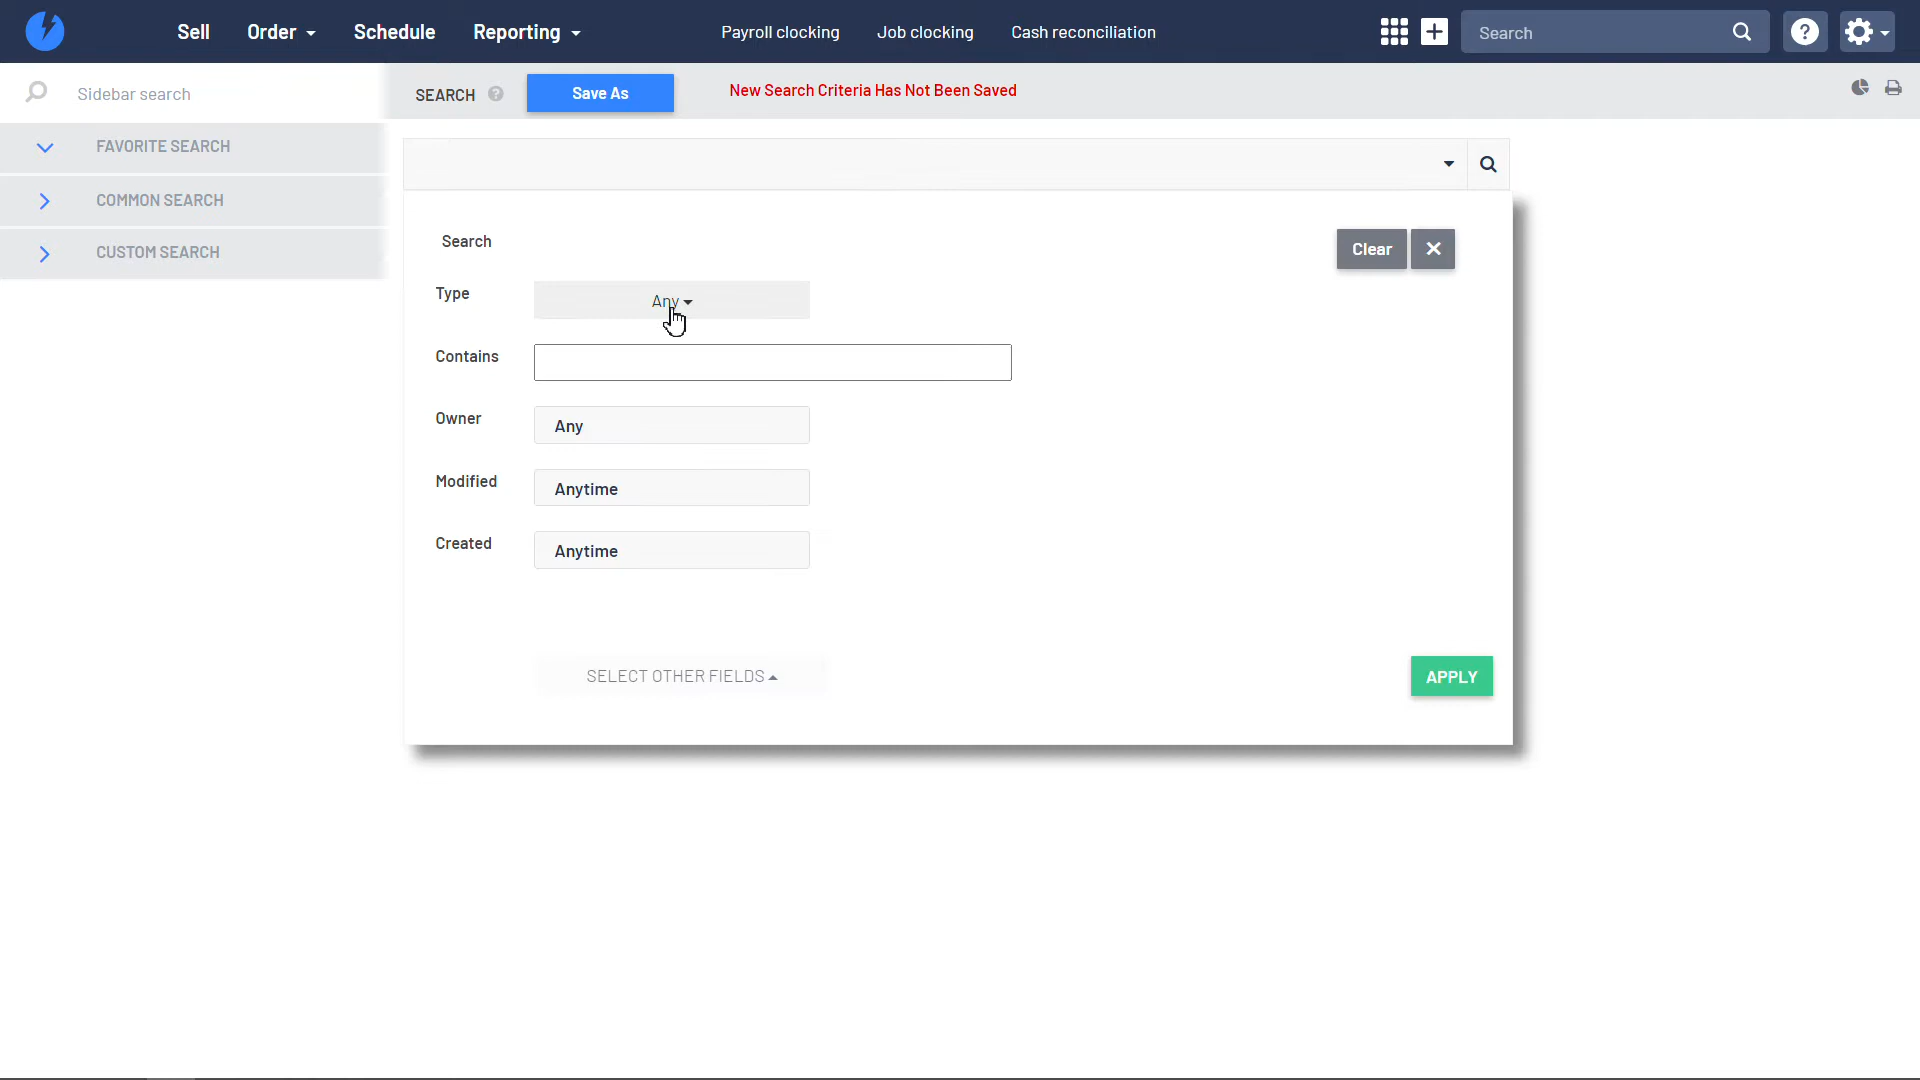 Sell Order Schedule Reporting Payroll clocking Job clocking Cash reconciliation Search
Sidebar search
SEARCH Save As New Search Criteria Has Not Been Saved
FAVORITE SEARCH
COMMON SEARCH
CUSTOM SEARCH
Search
Clear
Type Any
Contains
Owner Any
Modified Anytime
Created Anytime
SELECT OTHER FIELDS
APPLY